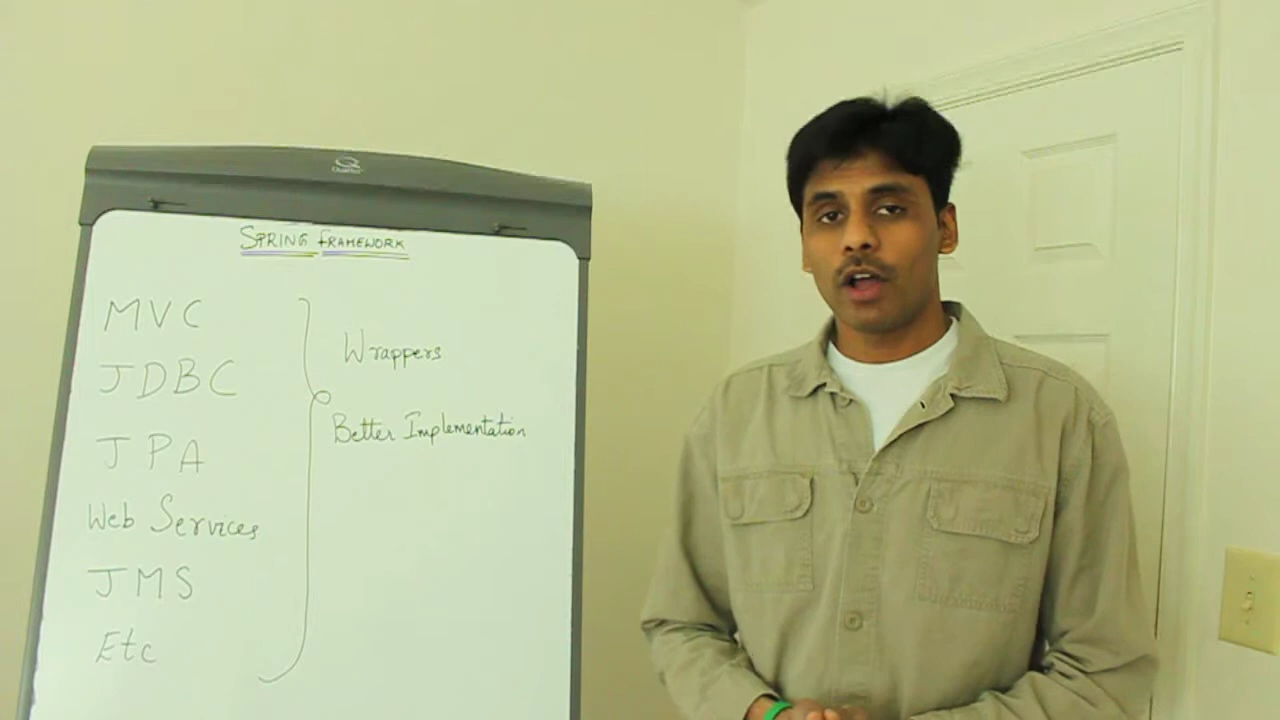 SPRING FRAMEWORK
MVC
JDBC
JPA
Web Services
JMS
Etc
Wrappers
Better Implementation